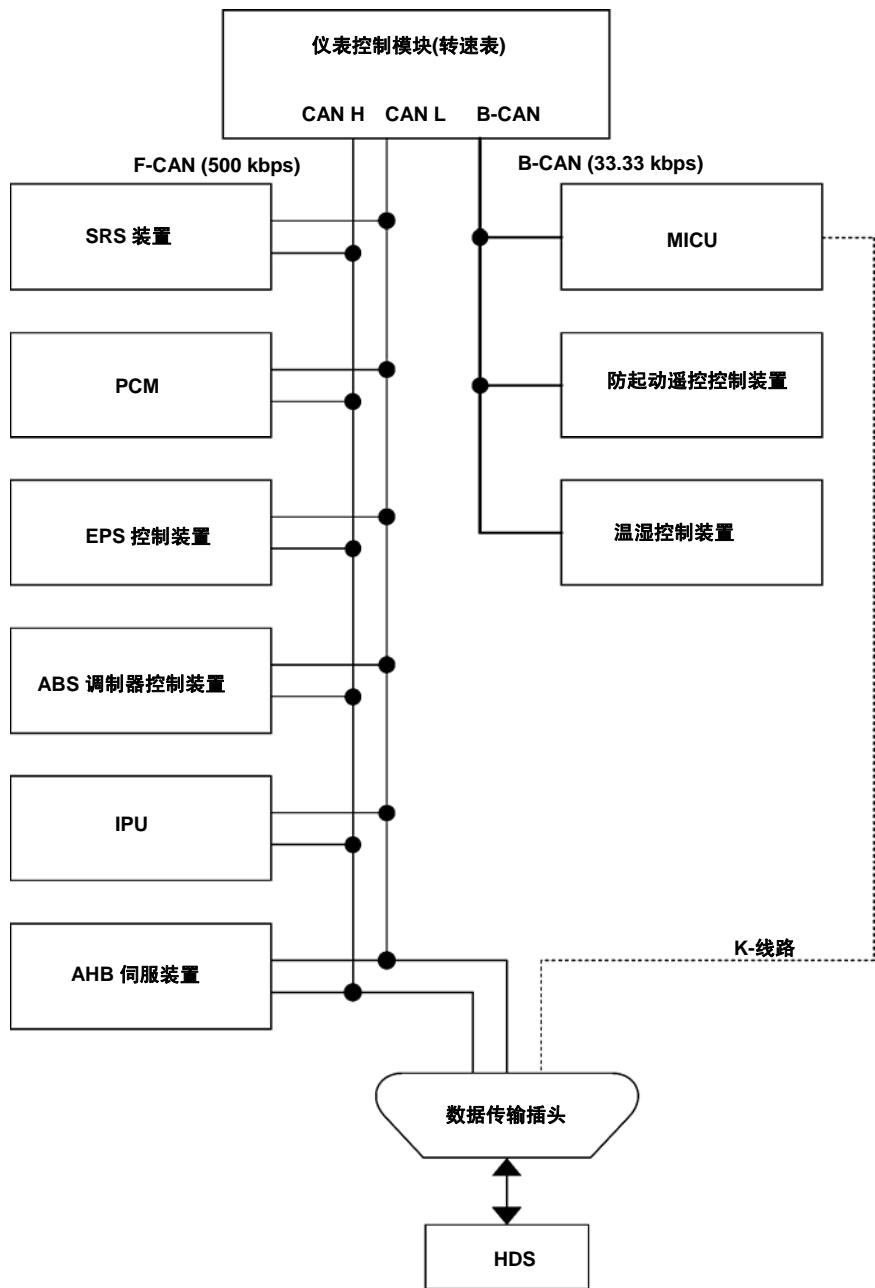 仪表控制模块(转速表)
CAN H CAN L B-CAN
F-CAN (500 kbps)
B-CAN (33.33 kbps)
SRS 装置
MICU
PCM
防起动遥控控制装置
EPS 控制装置
温湿控制装置
ABS 调制器控制装置
IPU
AHB 伺服装置
K-线路
数据传输插头
HDS